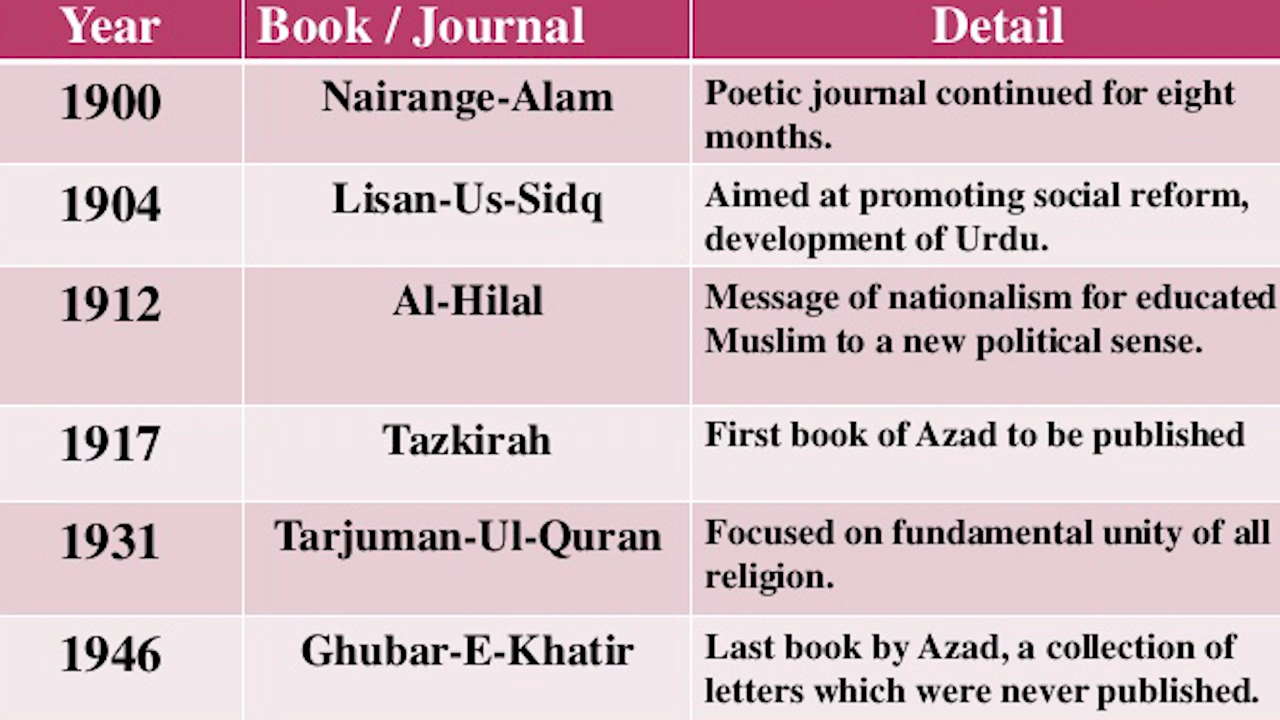 Year Book / Journal Detail
1900 Nairange-Alam Poetic journal continued for eight
months.
1904 Lisan-Us-Sidq Aimed at promoting social reform,
development of Urdu.
1912 Al-Hilal Message of nationalism for educated
Muslim to a new political sense.
1917 Tazkirah First book of Azad to be published
1931 Tarjuman-Ul-Quran Focused on fundamental unity of all
religion.
1946 Ghubar-E-Khatir Last book by Azad, a collection of
letters which were never published.